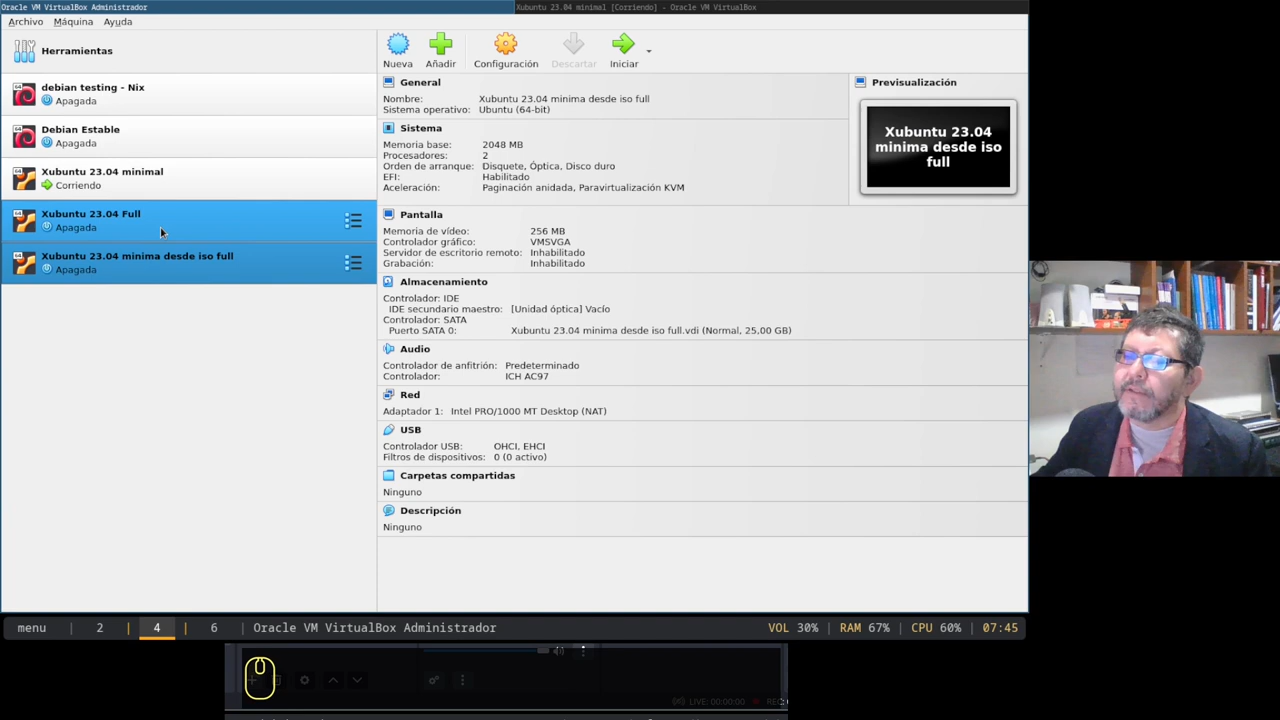 Oracle VM VirtualBox Administrador
Xubuntu 23.04 minimal [Corriendo] - Oracle VM VirtualBox
Archivo Máquina Ayuda
Herramientas
Nueva Añadir Configuración Descartar Iniciar
debian testing - Nix
Apagada
Debian Estable
Apagada
Xubuntu 23.04 minimal
Corriendo
Xubuntu 23.04 Full
Apagada
Xubuntu 23.04 minima desde iso full
Apagada
General
Nombre: Xubuntu 23.04 minima desde iso full
Sistema operativo: Ubuntu (64-bit)
Sistema
Memoria base: 2048 MB
Procesadores: 2
Orden de arranque: Disquete, Óptica, Disco duro
EFI: Habilitado
Aceleración: Paginación anidada, Paravirtualización KVM
Previsualización
Xubuntu 23.04
minima desde iso
full
Pantalla
Memoria de vídeo: 256 MB
Controlador gráfico: VMSVGA
Servidor de escritorio remoto: Inhabilitado
Grabación: Inhabilitado
Almacenamiento
Controlador: IDE
IDE secundario maestro: [Unidad óptica] Vacío
Controlador: SATA
Puerto SATA 0: Xubuntu 23.04 minima desde iso full.vdi (Normal, 25,00 GB)
Audio
Controlador de anfitrión: Predeterminado
Controlador: ICH AC97
Red
Adaptador 1: Intel PRO/1000 MT Desktop (NAT)
USB
Controlador USB: OHCI, EHCI
Filtros de dispositivos: 0 (0 activo)
Carpetas compartidas
Ninguno
Descripción
Ninguno
menu | 2 | 4 | 6 | Oracle VM VirtualBox Administrador VOL 30% | RAM 67% | CPU 60% | 07:45
LIVE: 00:00:00